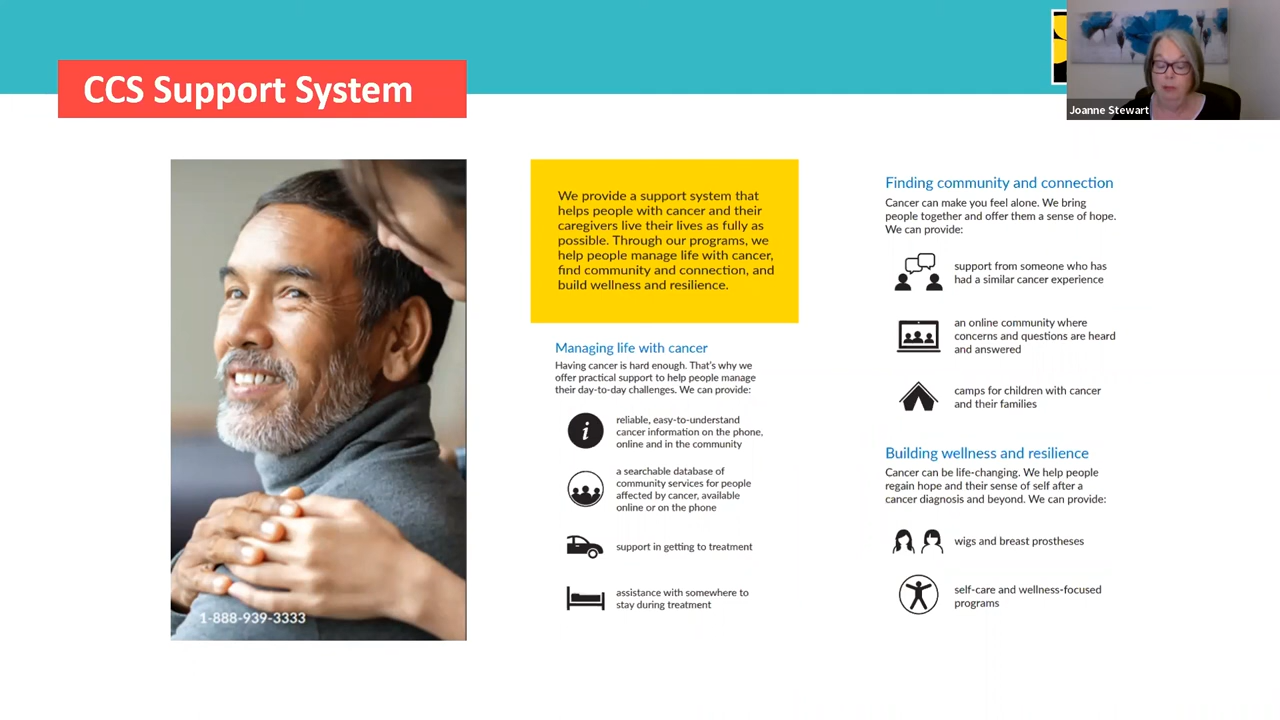 CCS Support System
Joanne Stewart
1-888-939-3333
We provide a support system that
helps people with cancer and their
caregivers live their lives as fully as
possible. Through our programs, we
help people manage life with cancer,
find community and connection, and
build wellness and resilience.
Managing life with cancer
Having cancer is hard enough. That's why we
offer practical support to help people manage
their day-to-day challenges. We can provide:
reliable, easy-to-understand
cancer information on the phone,
online and in the community
a searchable database of
community services for people
affected by cancer, available
online or on the phone
support in getting to treatment
assistance with somewhere to
stay during treatment
Finding community and connection
Cancer can make you feel alone. We bring
people together and offer them a sense of hope.
We can provide:
support from someone who has
had a similar cancer experience
an online community where
concerns and questions are heard
and answered
camps for children with cancer
and their families
Building wellness and resilience
Cancer can be life-changing. We help people
regain hope and their sense of self after a
cancer diagnosis and beyond. We can provide:
wigs and breast prostheses
self-care and wellness-focused
programs